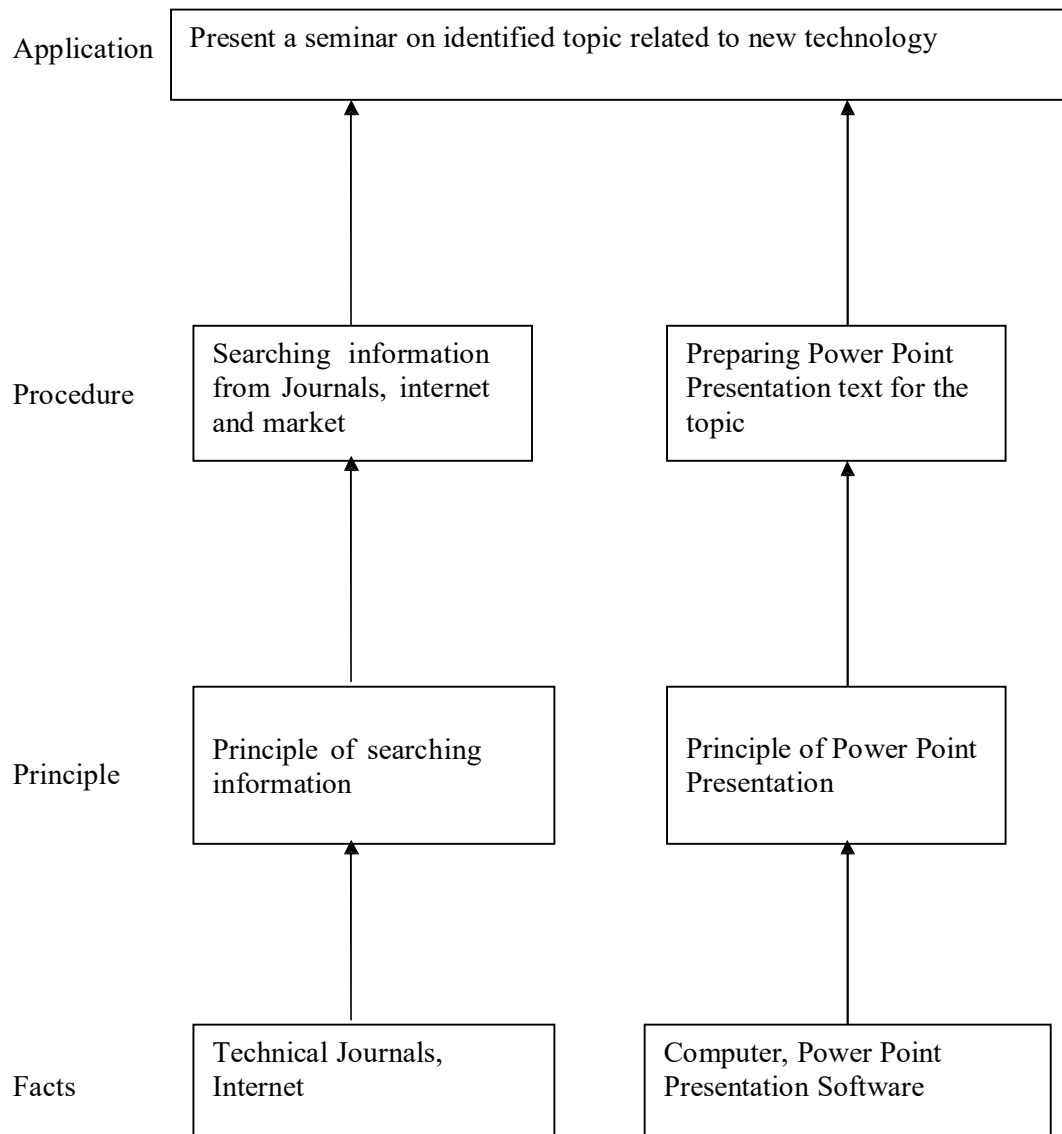 Application
Present a seminar on identified topic related to new technology
Procedure
Searching information
from Journals, internet
and market
Preparing Power Point
Presentation text for the
topic
Principle
Principle of searching
information
Principle of Power Point
Presentation
Facts
Technical Journals,
Internet
Computer, Power Point
Presentation Software